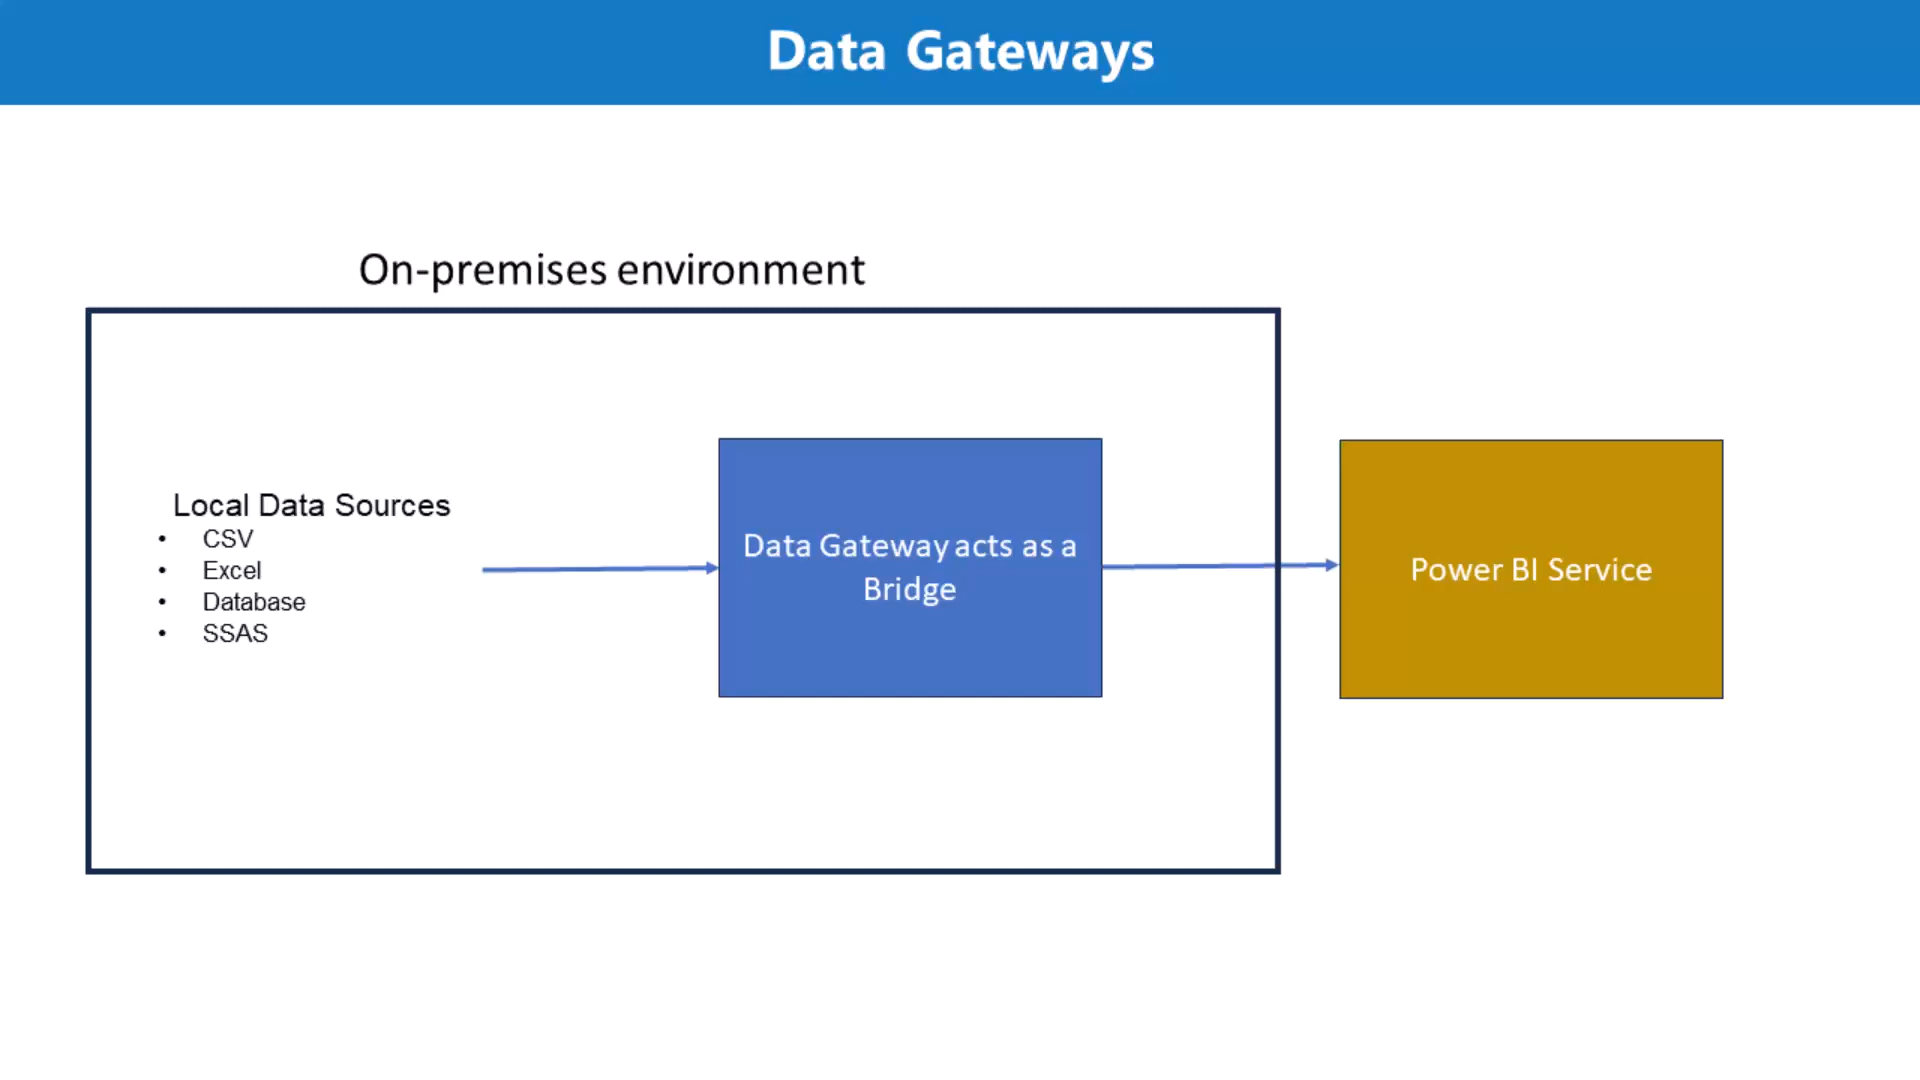 Data Gateways
On-premises environment
Local Data Sources
• CSV
• Excel
• Database
• SSAS
Data Gateway acts as a
Bridge
Power BI Service